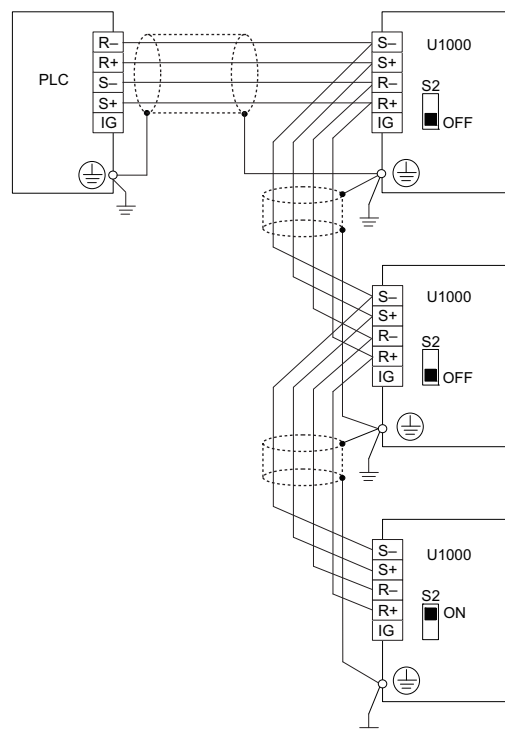 PLC
R–
R+
S–
S+
IG
S–
S+
R–
R+
IG
U1000
S2
OFF
S–
S+
R–
R+
IG
U1000
S2
OFF
S–
S+
R–
R+
IG
U1000
S2
ON